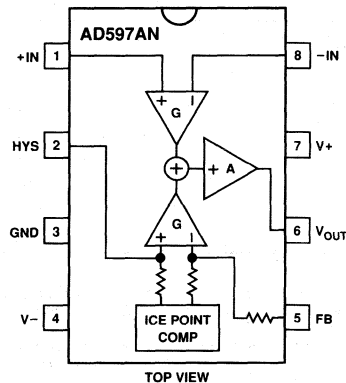 AD597AN
+IN 1
8 −IN
+ −
G
HYS 2
7 V+
+
+ A
GND 3
G
6 VOUT
+ −
V− 4
ICE POINT
COMP
5 FB
TOP VIEW